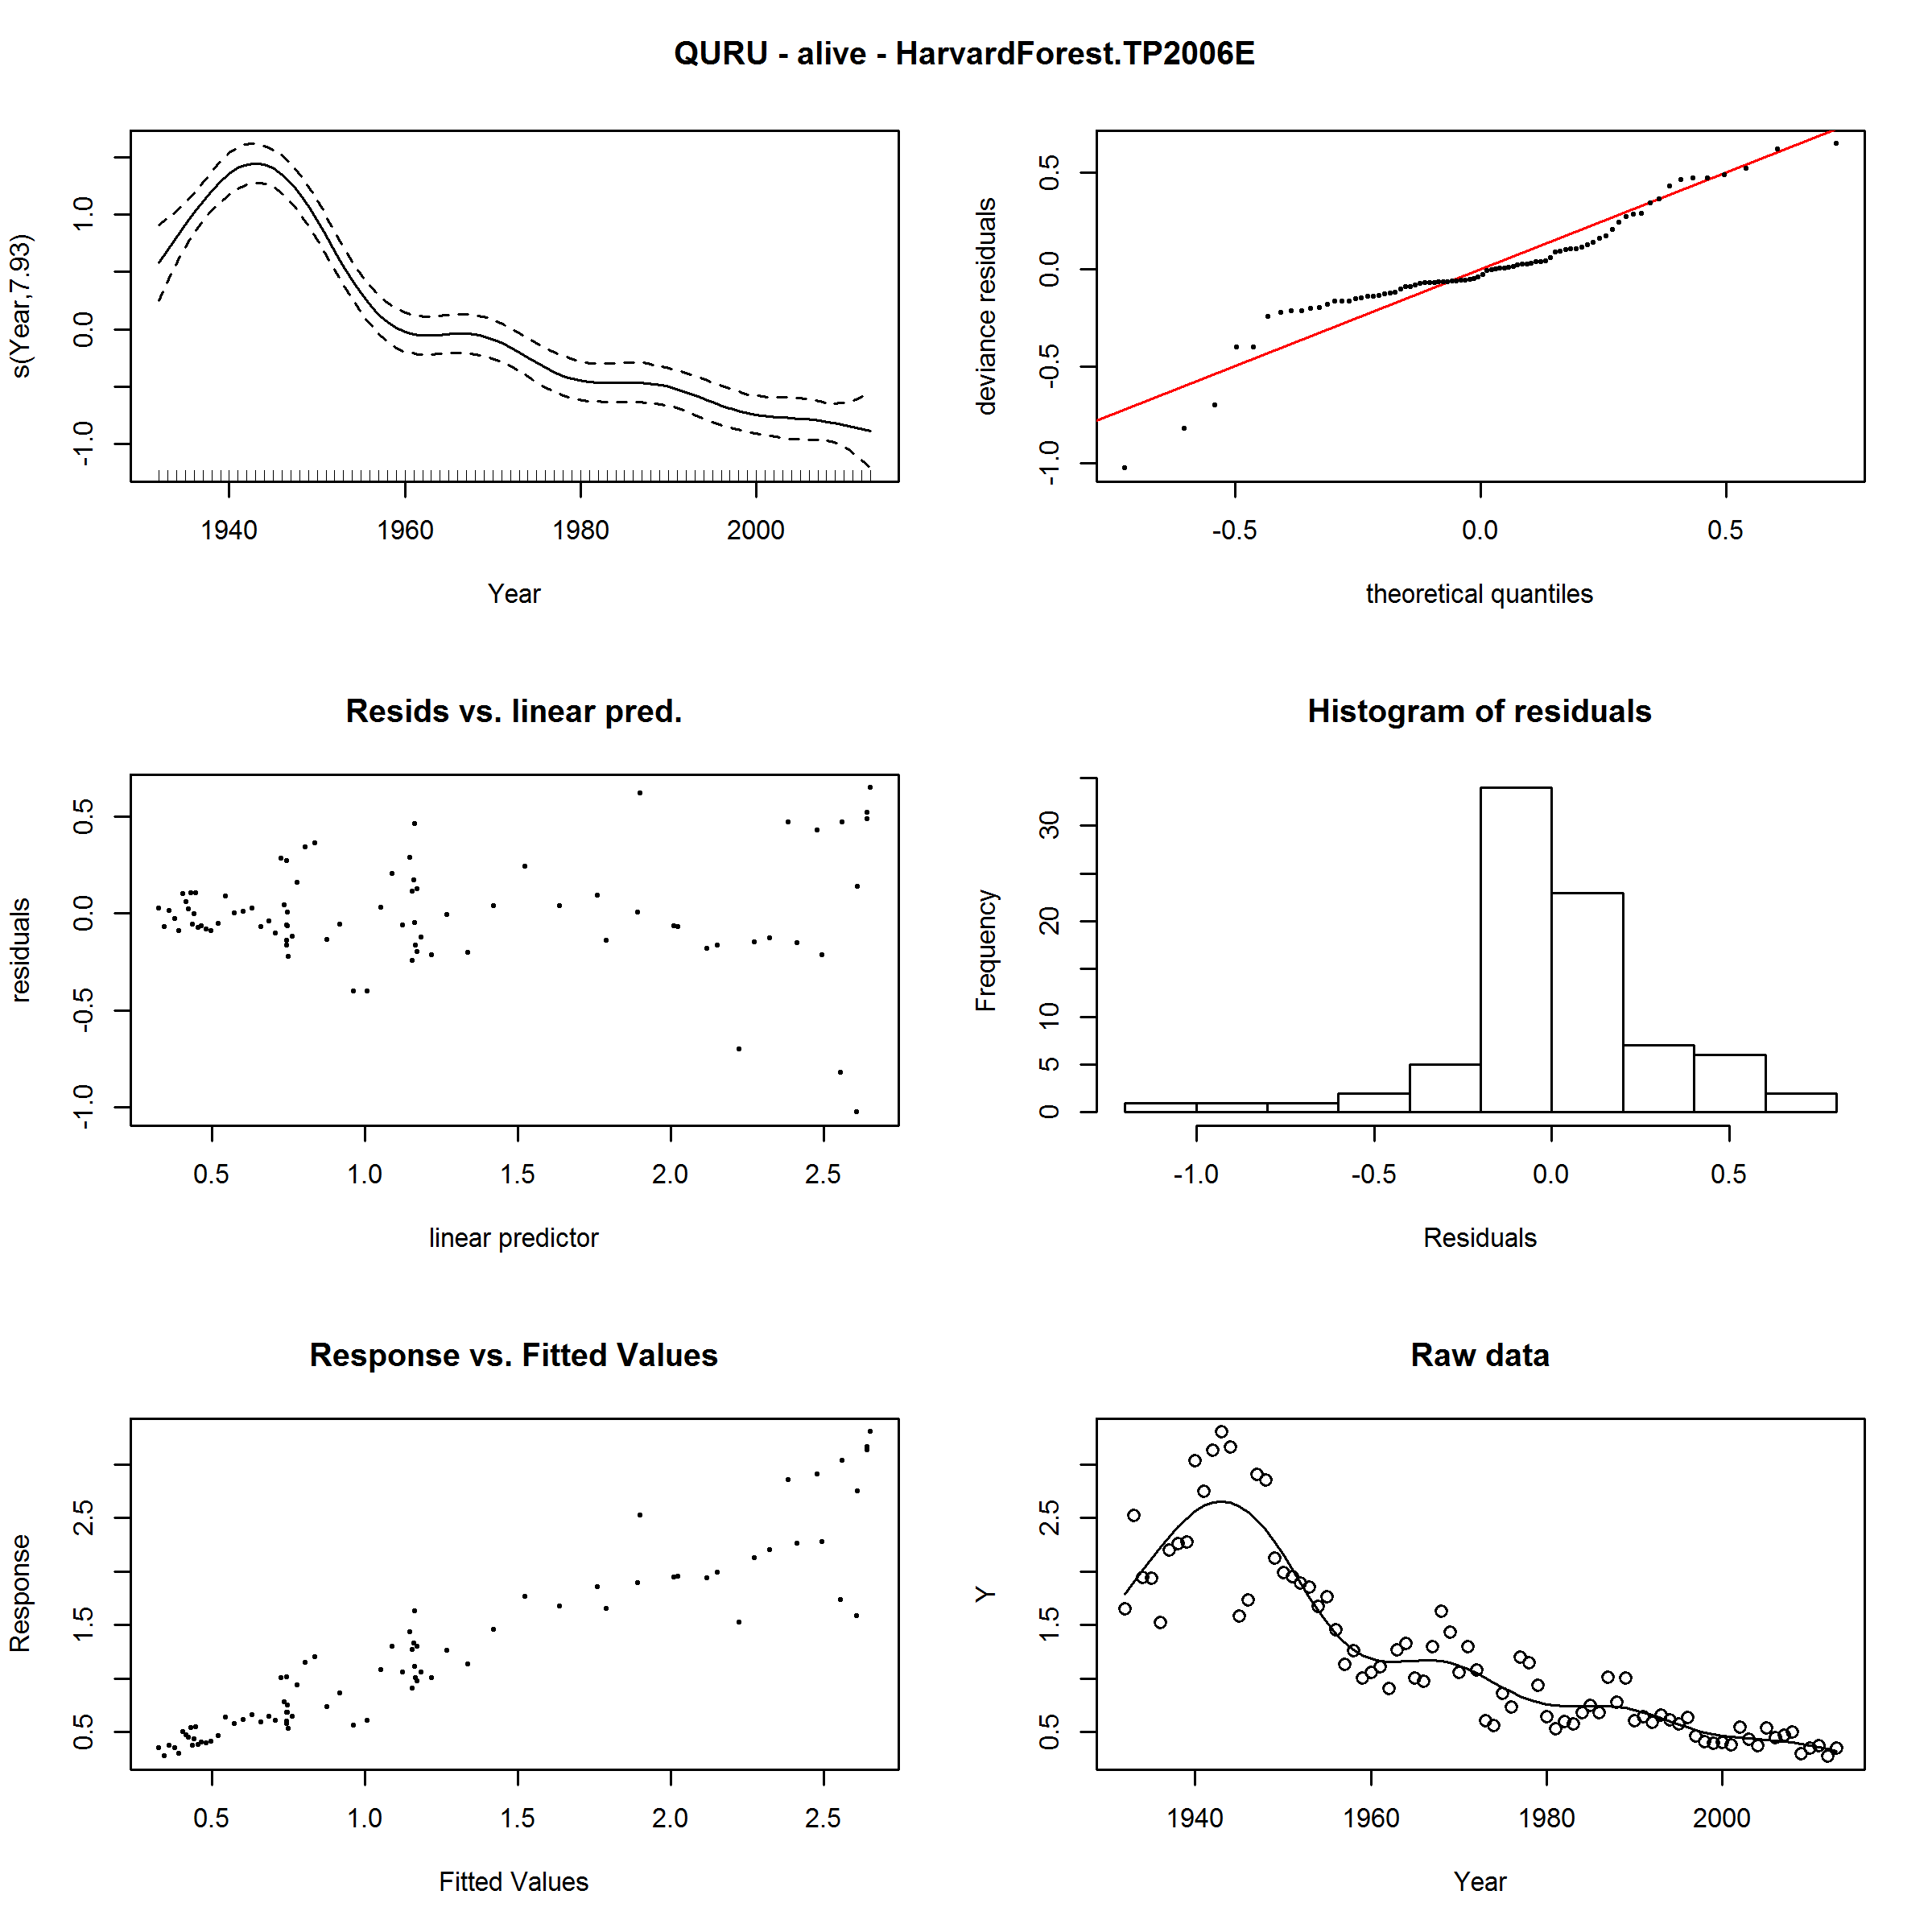 QURU - alive - HarvardForest.TP2006E
s(Year,7.93)
-1.0 0.0 1.0
1940 1960 1980 2000
Year
deviance residuals
-1.0 -0.5 0.0 0.5
-0.5 0.0 0.5
theoretical quantiles
Resids vs. linear pred.
residuals
-1.0 -0.5 0.0 0.5
0.5 1.0 1.5 2.0 2.5
linear predictor
Histogram of residuals
Frequency
0 5 10 20 30
-1.0 -0.5 0.0 0.5
Residuals
Response vs. Fitted Values
Response
0.5 1.5 2.5
0.5 1.0 1.5 2.0 2.5
Fitted Values
Raw data
Y
0.5 1.5 2.5
1940 1960 1980 2000
Year